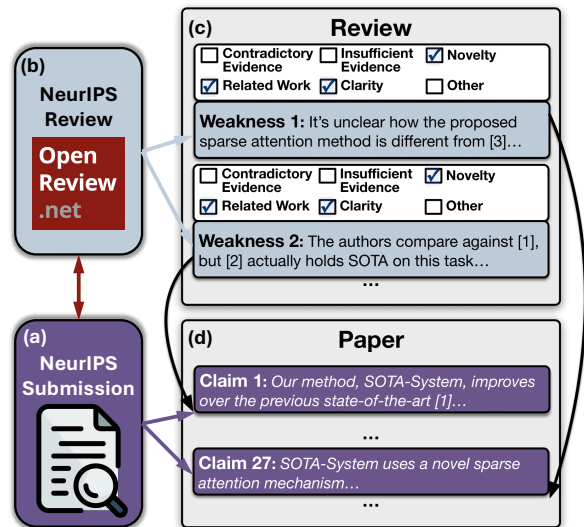 (b)
NeurIPS
Review
Open
Review
.net
(a)
NeurIPS
Submission
(c)
Review
Contradictory Evidence
Insufficient Evidence
Novelty
Related Work
Clarity
Other
Weakness 1: It's unclear how the proposed
sparse attention method is different from [3]...
Contradictory Evidence
Insufficient Evidence
Novelty
Related Work
Clarity
Other
Weakness 2: The authors compare against [1],
but [2] actually holds SOTA on this task...
...
(d)
Paper
Claim 1: Our method, SOTA-System, improves
over the previous state-of-the-art [1]...
...
Claim 27: SOTA-System uses a novel sparse
attention mechanism...
...